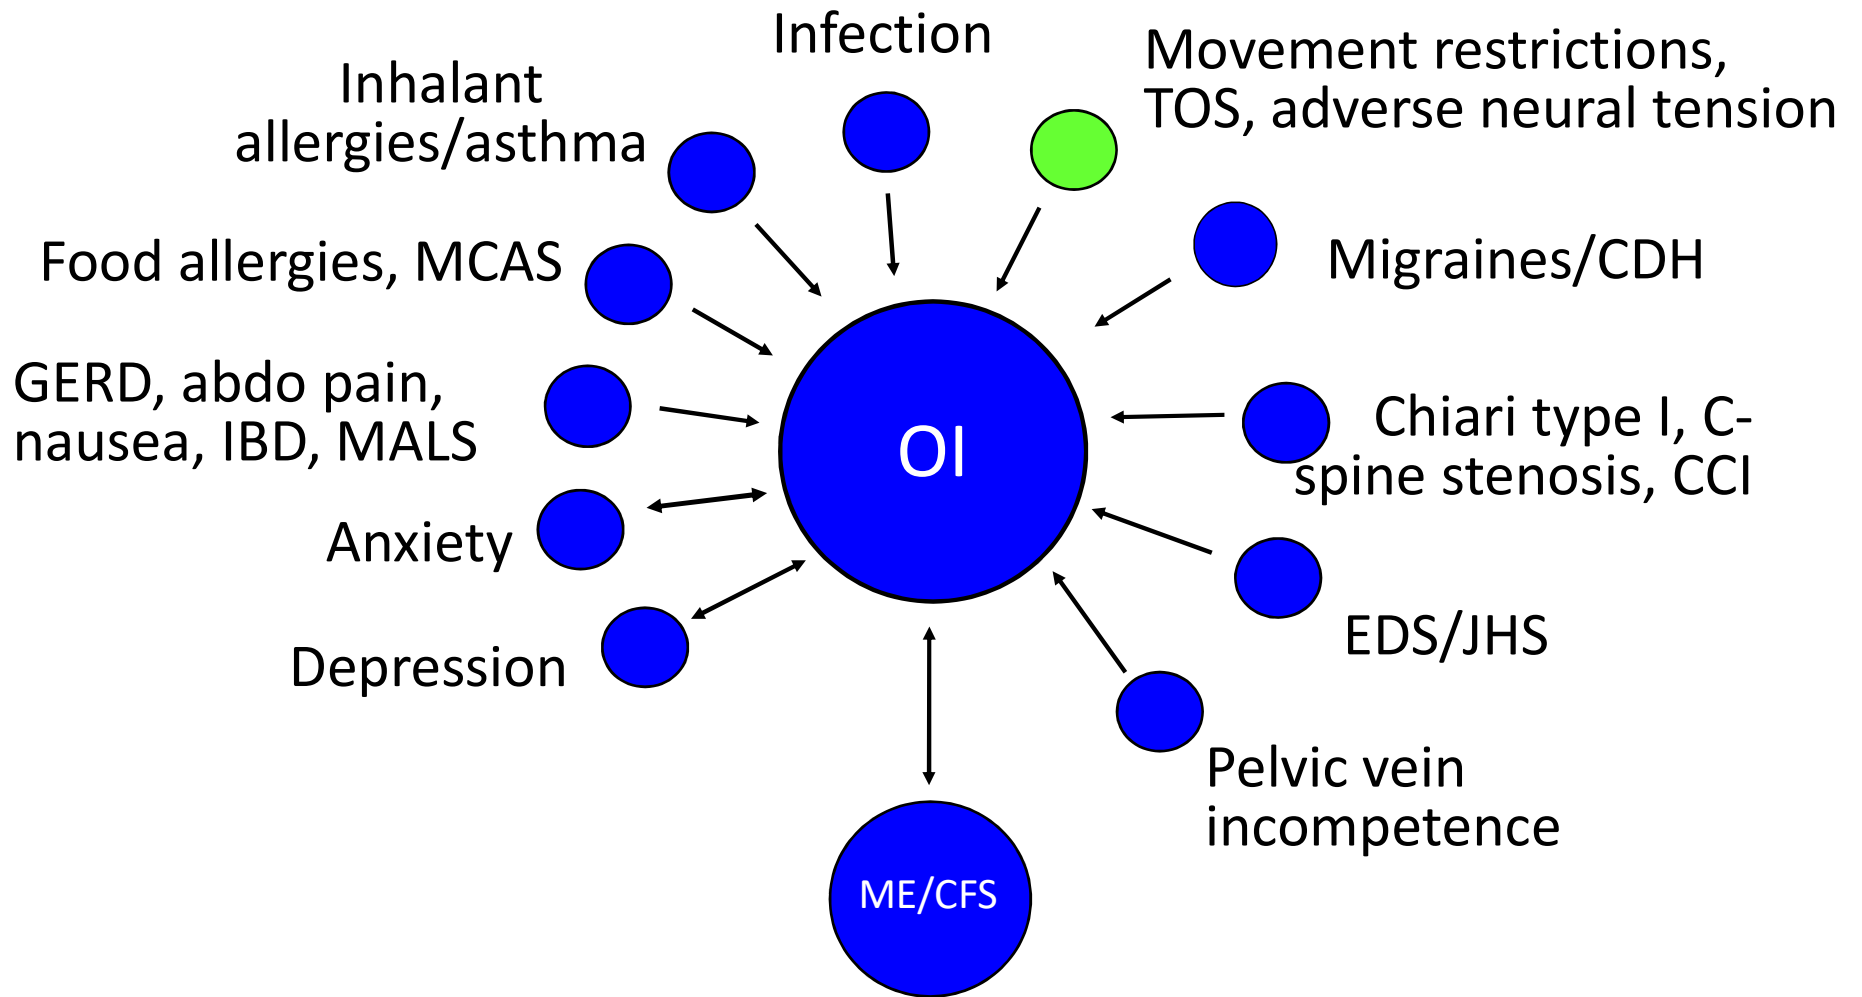 Infection
Movement restrictions,
TOS, adverse neural tension
Inhalant
allergies/asthma
Food allergies, MCAS
Migraines/CDH
GERD, abdo pain,
nausea, IBD, MALS
OI
Chiari type I, C-
spine stenosis, CCI
Anxiety
EDS/JHS
Depression
Pelvic vein
incompetence
ME/CFS